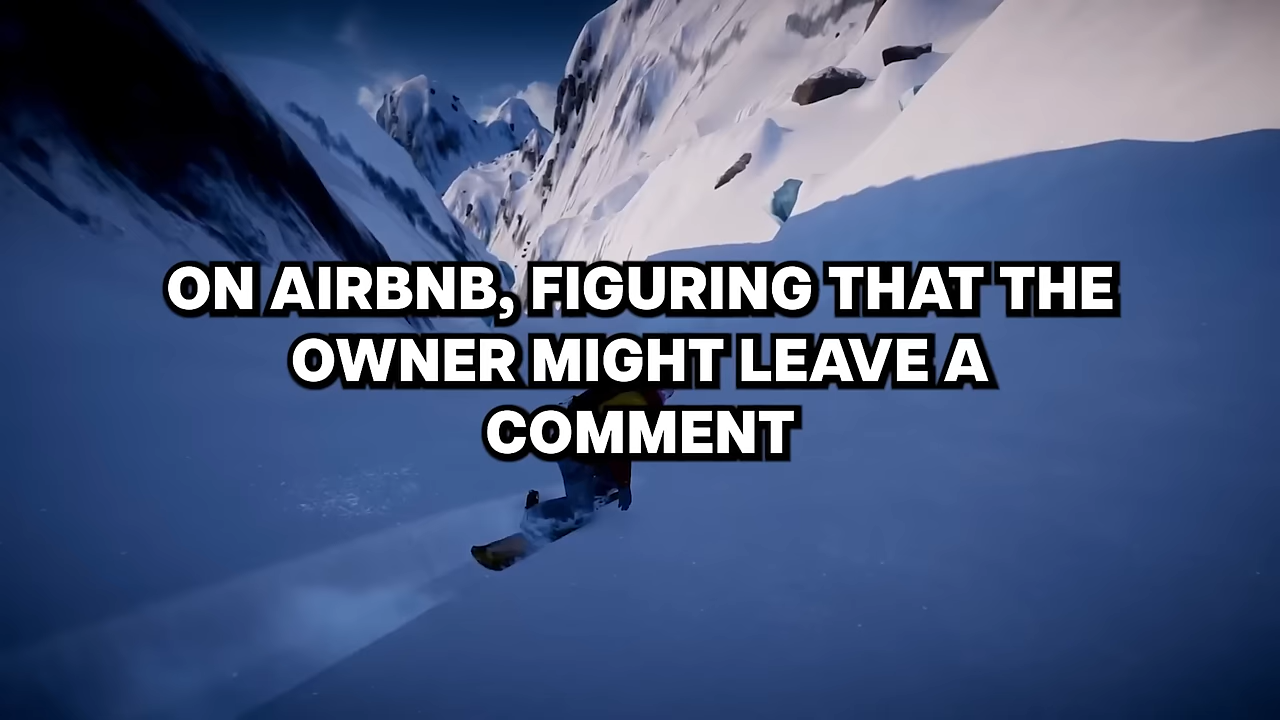 ON AIRBNB, FIGURING THAT THE
OWNER MIGHT LEAVE A
COMMENT